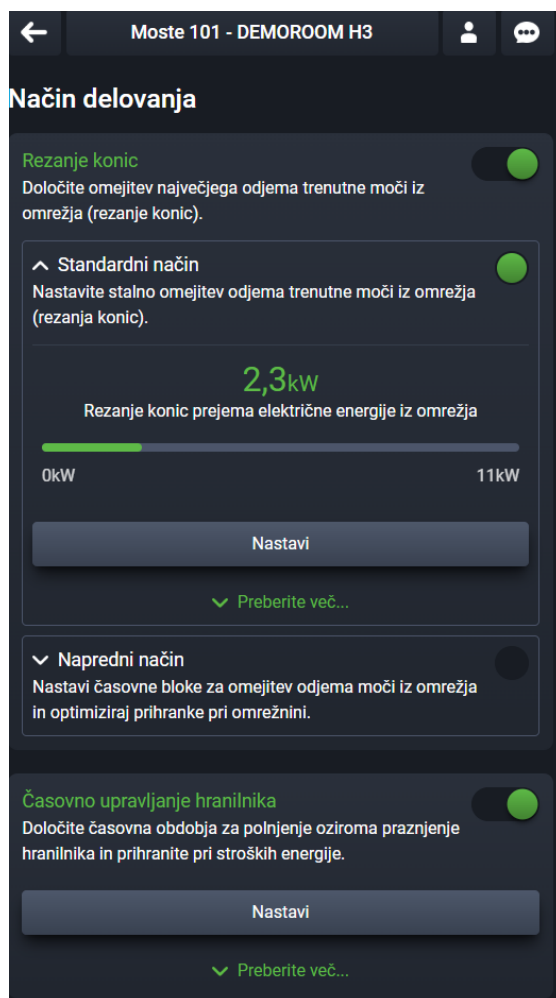 Moste 101 - DEMOROOM H3
Način delovanja
Rezanje konic
Določite omejitev največjega odjema trenutne moči iz
omrežja (rezanje konic).
Standardni način
Nastavite stalno omejitev odjema trenutne moči iz omrežja
(rezanja konic).
2,3kW
Rezanje konic prejema električne energije iz omrežja
0kW 11kW
Nastavi
Preberite več...
Napredni način
Nastavi časovne bloke za omejitev odjema moči iz omrežja
in optimiziraj prihranke pri omrežnini.
Časovno upravljanje hranilnika
Določite časovna obdobja za polnjenje oziroma praznjenje
hranilnika in prihranite pri stroških energije.
Nastavi
Preberite več...